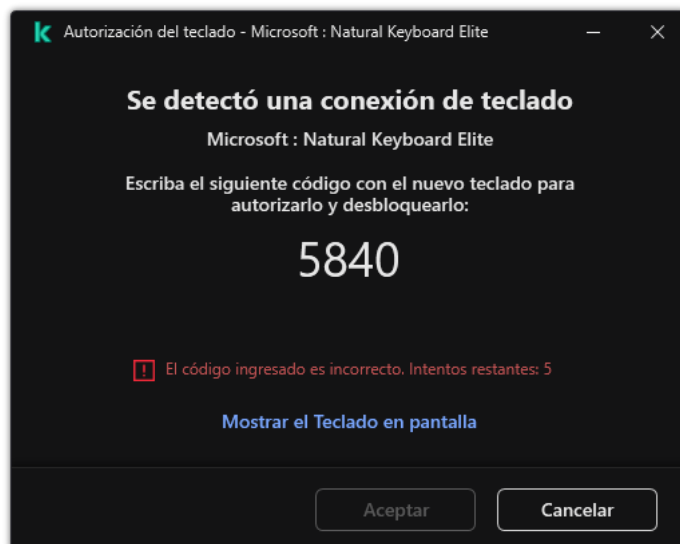 Autorización del teclado - Microsoft : Natural Keyboard Elite
Se detectó una conexión de teclado
Microsoft : Natural Keyboard Elite
Escriba el siguiente código con el nuevo teclado para
autorizarlo y desbloquearlo:
5840
El código ingresado es incorrecto. Intentos restantes: 5
Mostrar el Teclado en pantalla
Aceptar
Cancelar